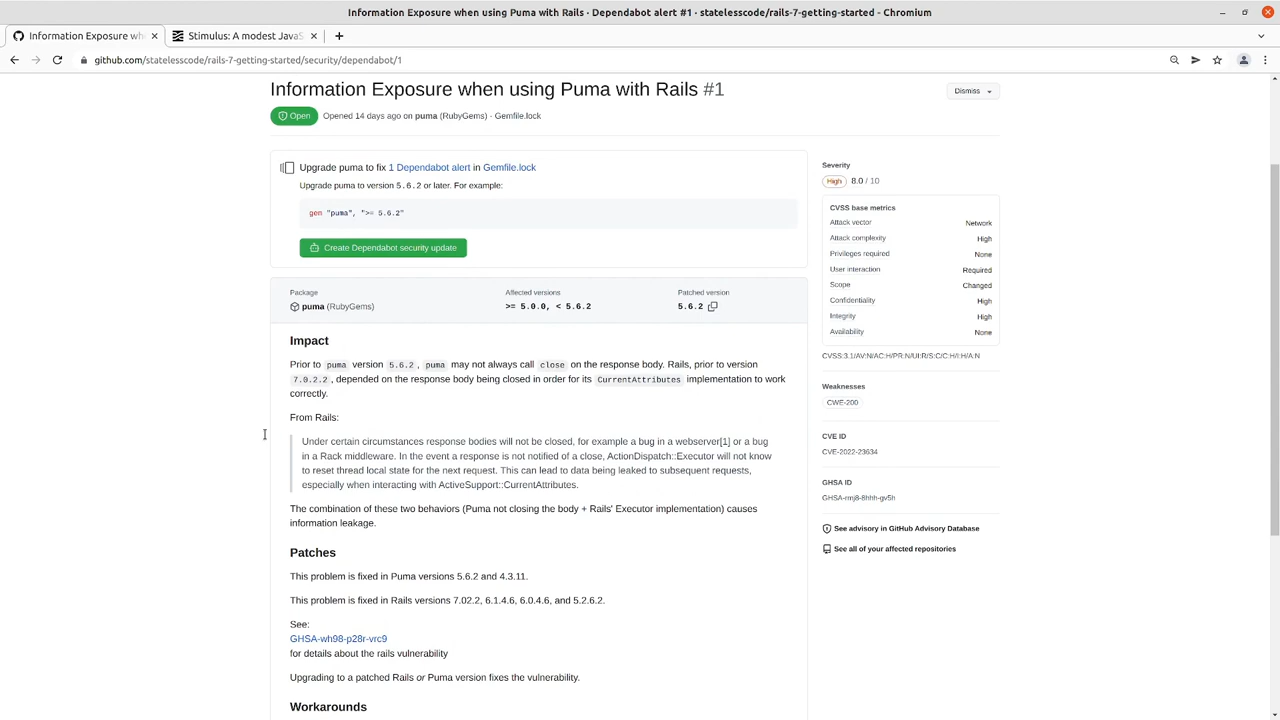 Information Exposure when using Puma with Rails · Dependabot alert #1 · statelesscode/rails-7-getting-started - Chromium
Information Exposure whe
Stimulus: A modest JavaS
github.com/statelesscode/rails-7-getting-started/security/dependabot/1
Information Exposure when using Puma with Rails #1
Dismiss
Open
Opened 14 days ago on puma (RubyGems) · Gemfile.lock
Upgrade puma to fix 1 Dependabot alert in Gemfile.lock
Upgrade puma to version 5.6.2 or later. For example:
gem "puma", ">= 5.6.2"
Create Dependabot security update
Package
Affected versions
Patched version
puma (RubyGems)
>= 5.0.0, < 5.6.2
5.6.2
Impact
Prior to puma version 5.6.2 , puma may not always call close on the response body. Rails, prior to version
7.0.2.2 , depended on the response body being closed in order for its CurrentAttributes implementation to work
correctly.
From Rails:
Under certain circumstances response bodies will not be closed, for example a bug in a webserver[1] or a bug
in a Rack middleware. In the event a response is not notified of a close, ActionDispatch::Executor will not know
to reset thread local state for the next request. This can lead to data being leaked to subsequent requests,
especially when interacting with ActiveSupport::CurrentAttributes.
The combination of these two behaviors (Puma not closing the body + Rails' Executor implementation) causes
information leakage.
Patches
This problem is fixed in Puma versions 5.6.2 and 4.3.11.
This problem is fixed in Rails versions 7.02.2, 6.1.4.6, 6.0.4.6, and 5.2.6.2.
See:
GHSA-wh98-p28r-vrc9
for details about the rails vulnerability
Upgrading to a patched Rails or Puma version fixes the vulnerability.
Workarounds
Severity
High 8.0 / 10
CVSS base metrics
Attack vector Network
Attack complexity High
Privileges required None
User interaction Required
Scope Changed
Confidentiality High
Integrity High
Availability None
CVSS:3.1/AV:N/AC:H/PR:N/UI:R/S:C/C:H/I:H/A:N
Weaknesses
CWE-200
CVE ID
CVE-2022-23634
GHSA ID
GHSA-rmj8-8hhh-gv5h
See advisory in GitHub Advisory Database
See all of your affected repositories